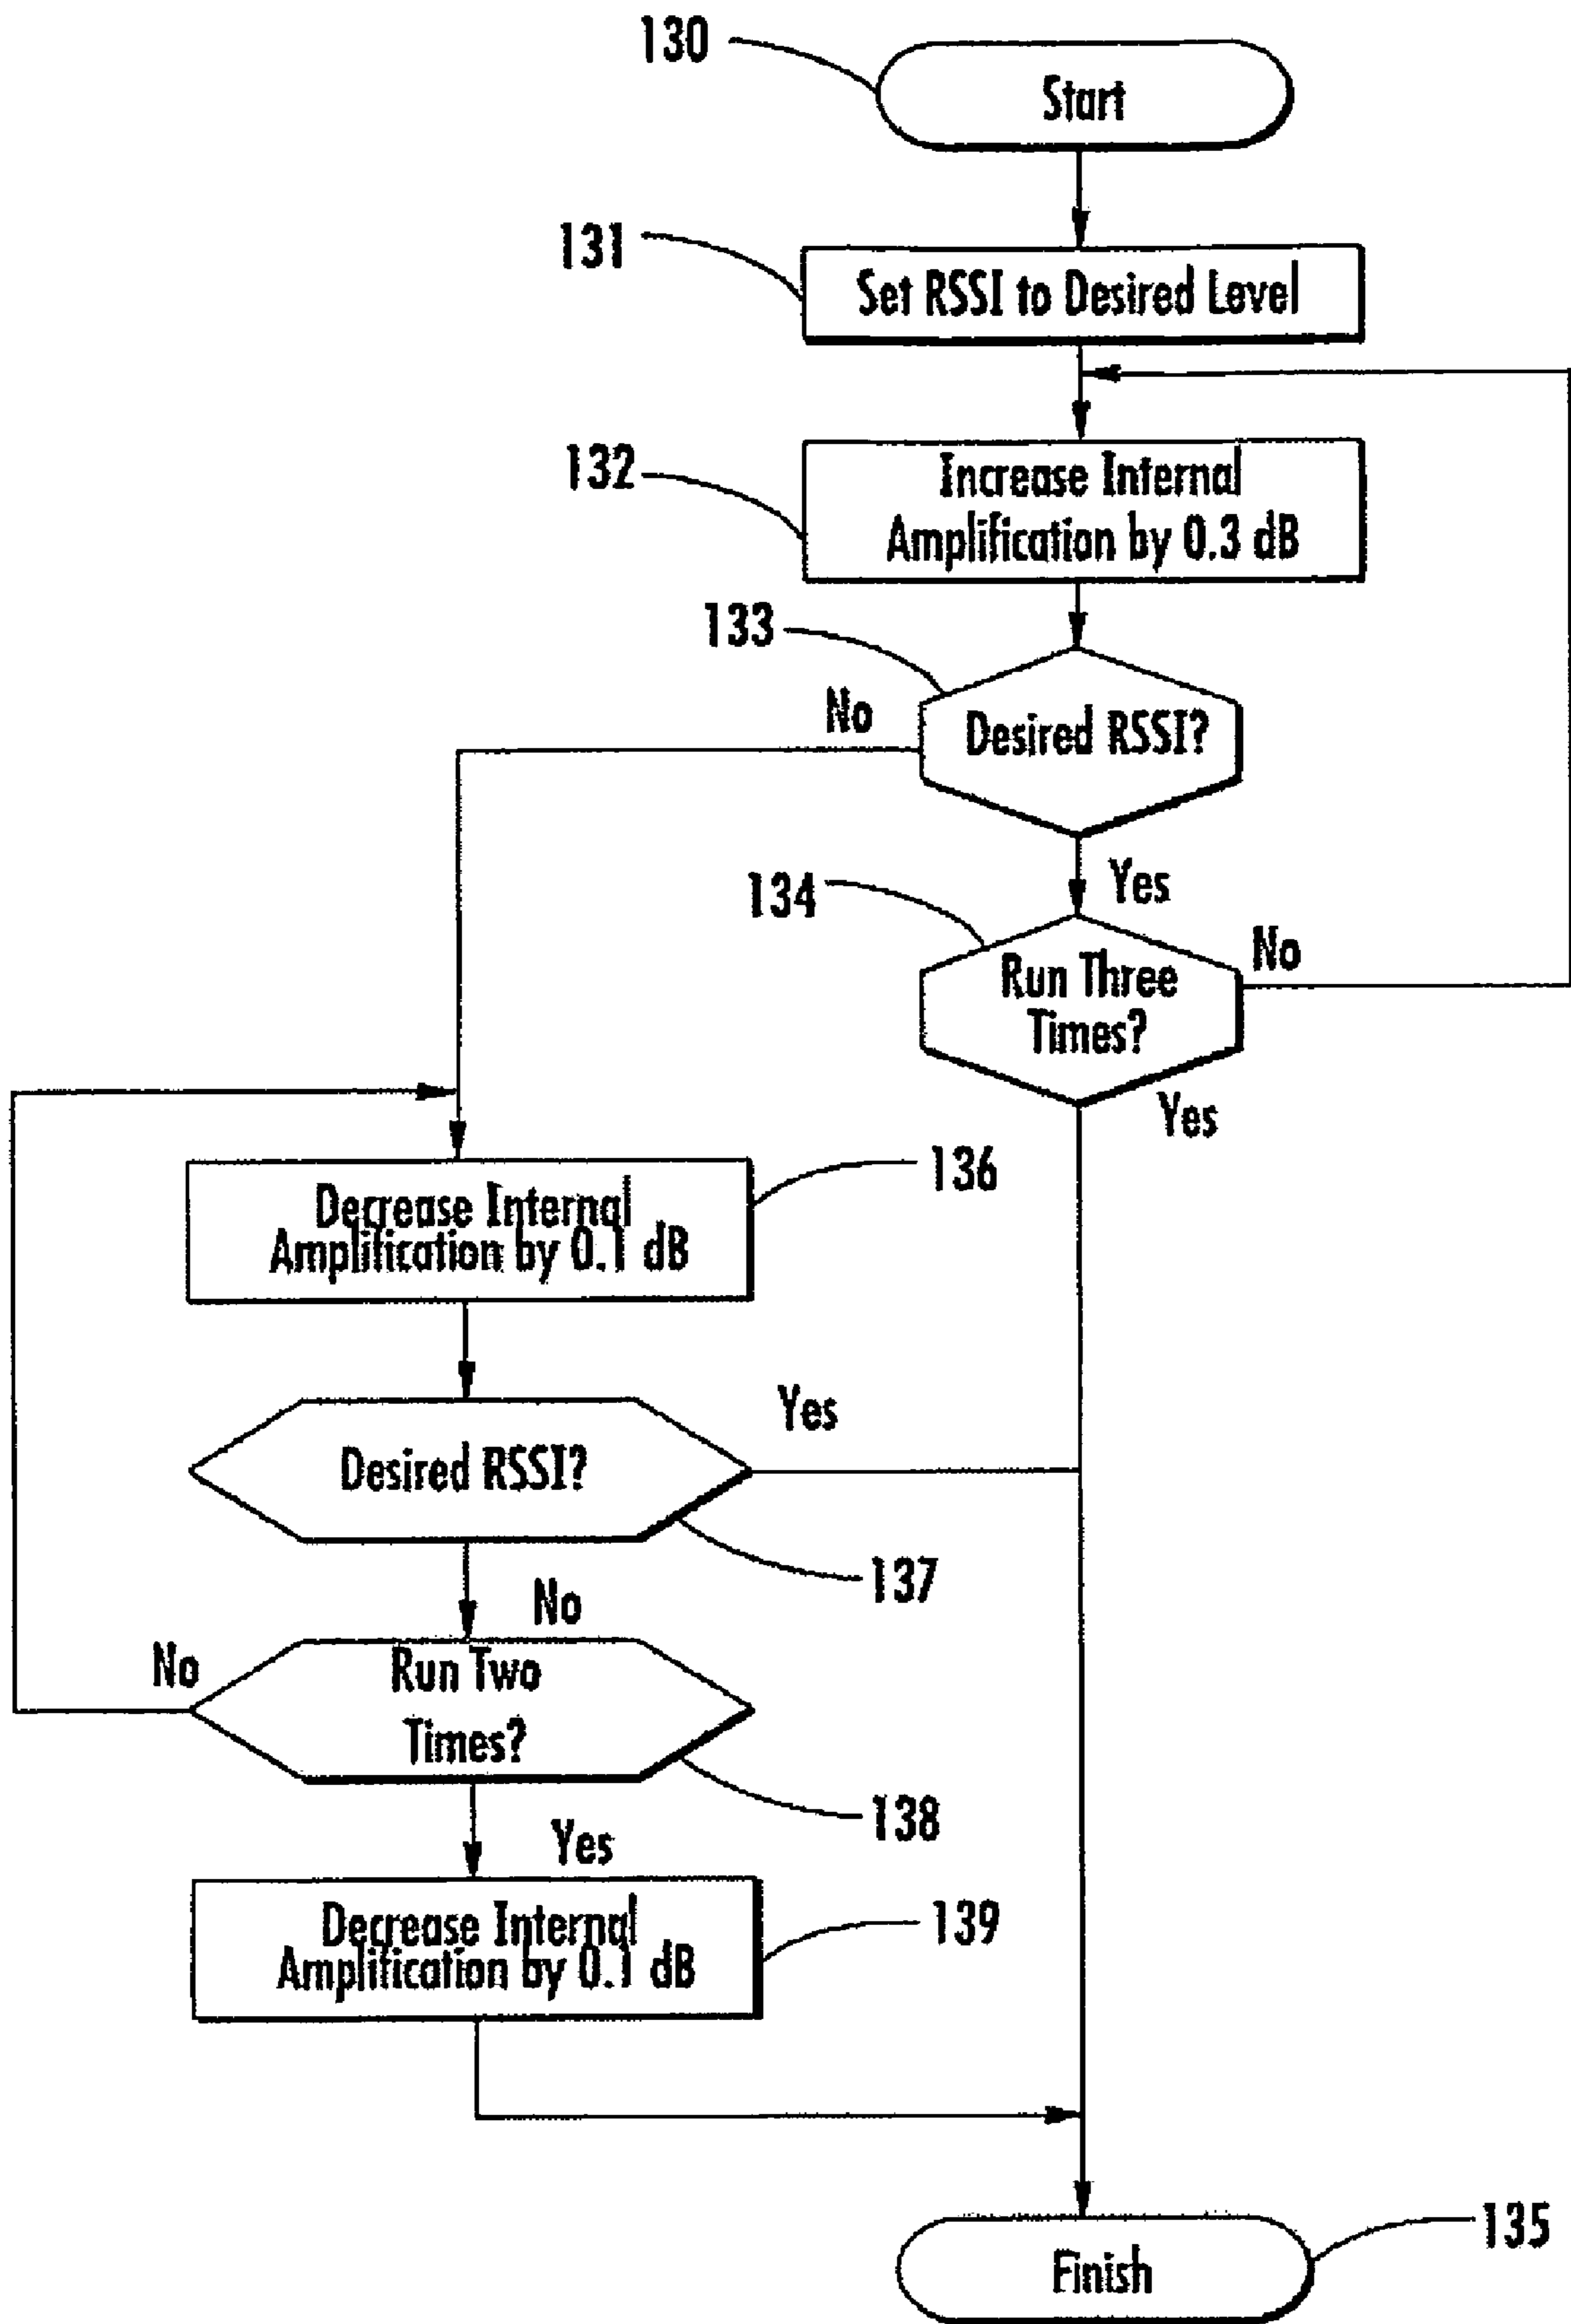 130
Start
131
Set RSSI to Desired Level
132
Increase Internal
Amplification by 0.3 dB
133
No
Desired RSSI?
Yes
134
No
Run Three
Times?
Yes
136
Decrease Internal
Amplification by 0.1 dB
Yes
Desired RSSI?
137
No
No
Run Two
Times?
138
Yes
Decrease Internal
Amplification by 0.1 dB
139
135
Finish